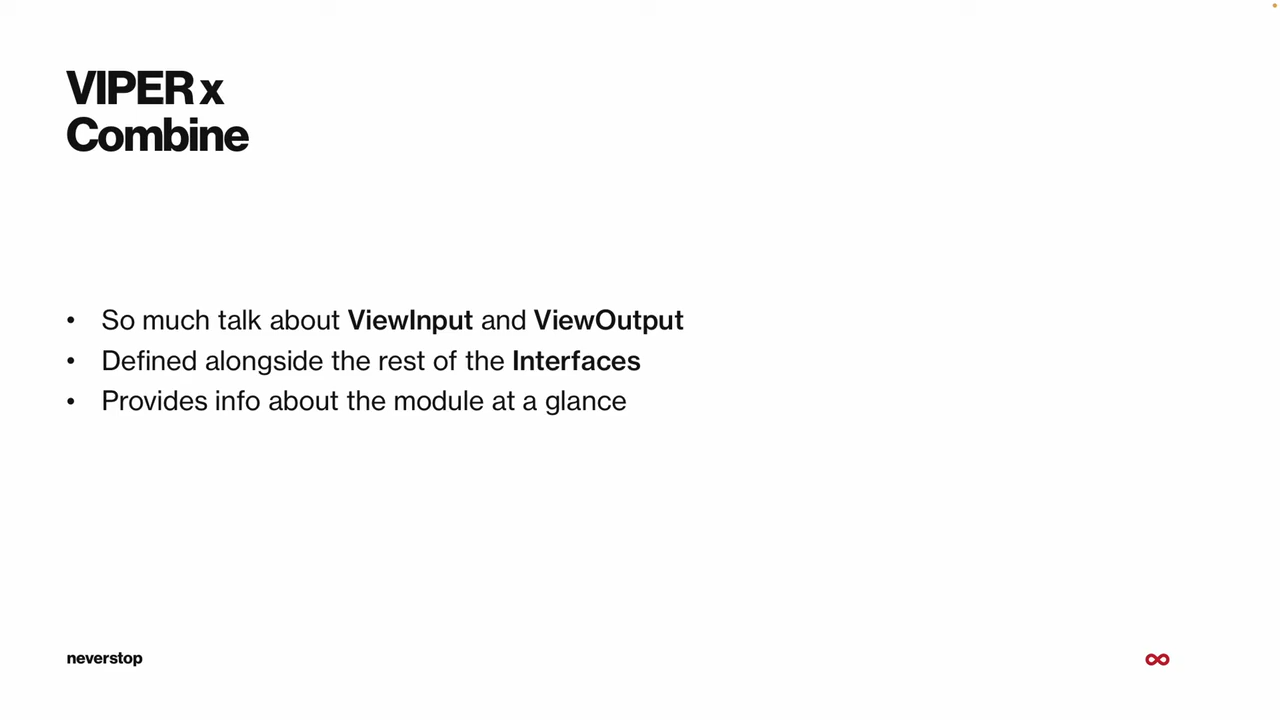 VIPER x
Combine
• So much talk about ViewInput and ViewOutput
• Defined alongside the rest of the Interfaces
• Provides info about the module at a glance
neverstop